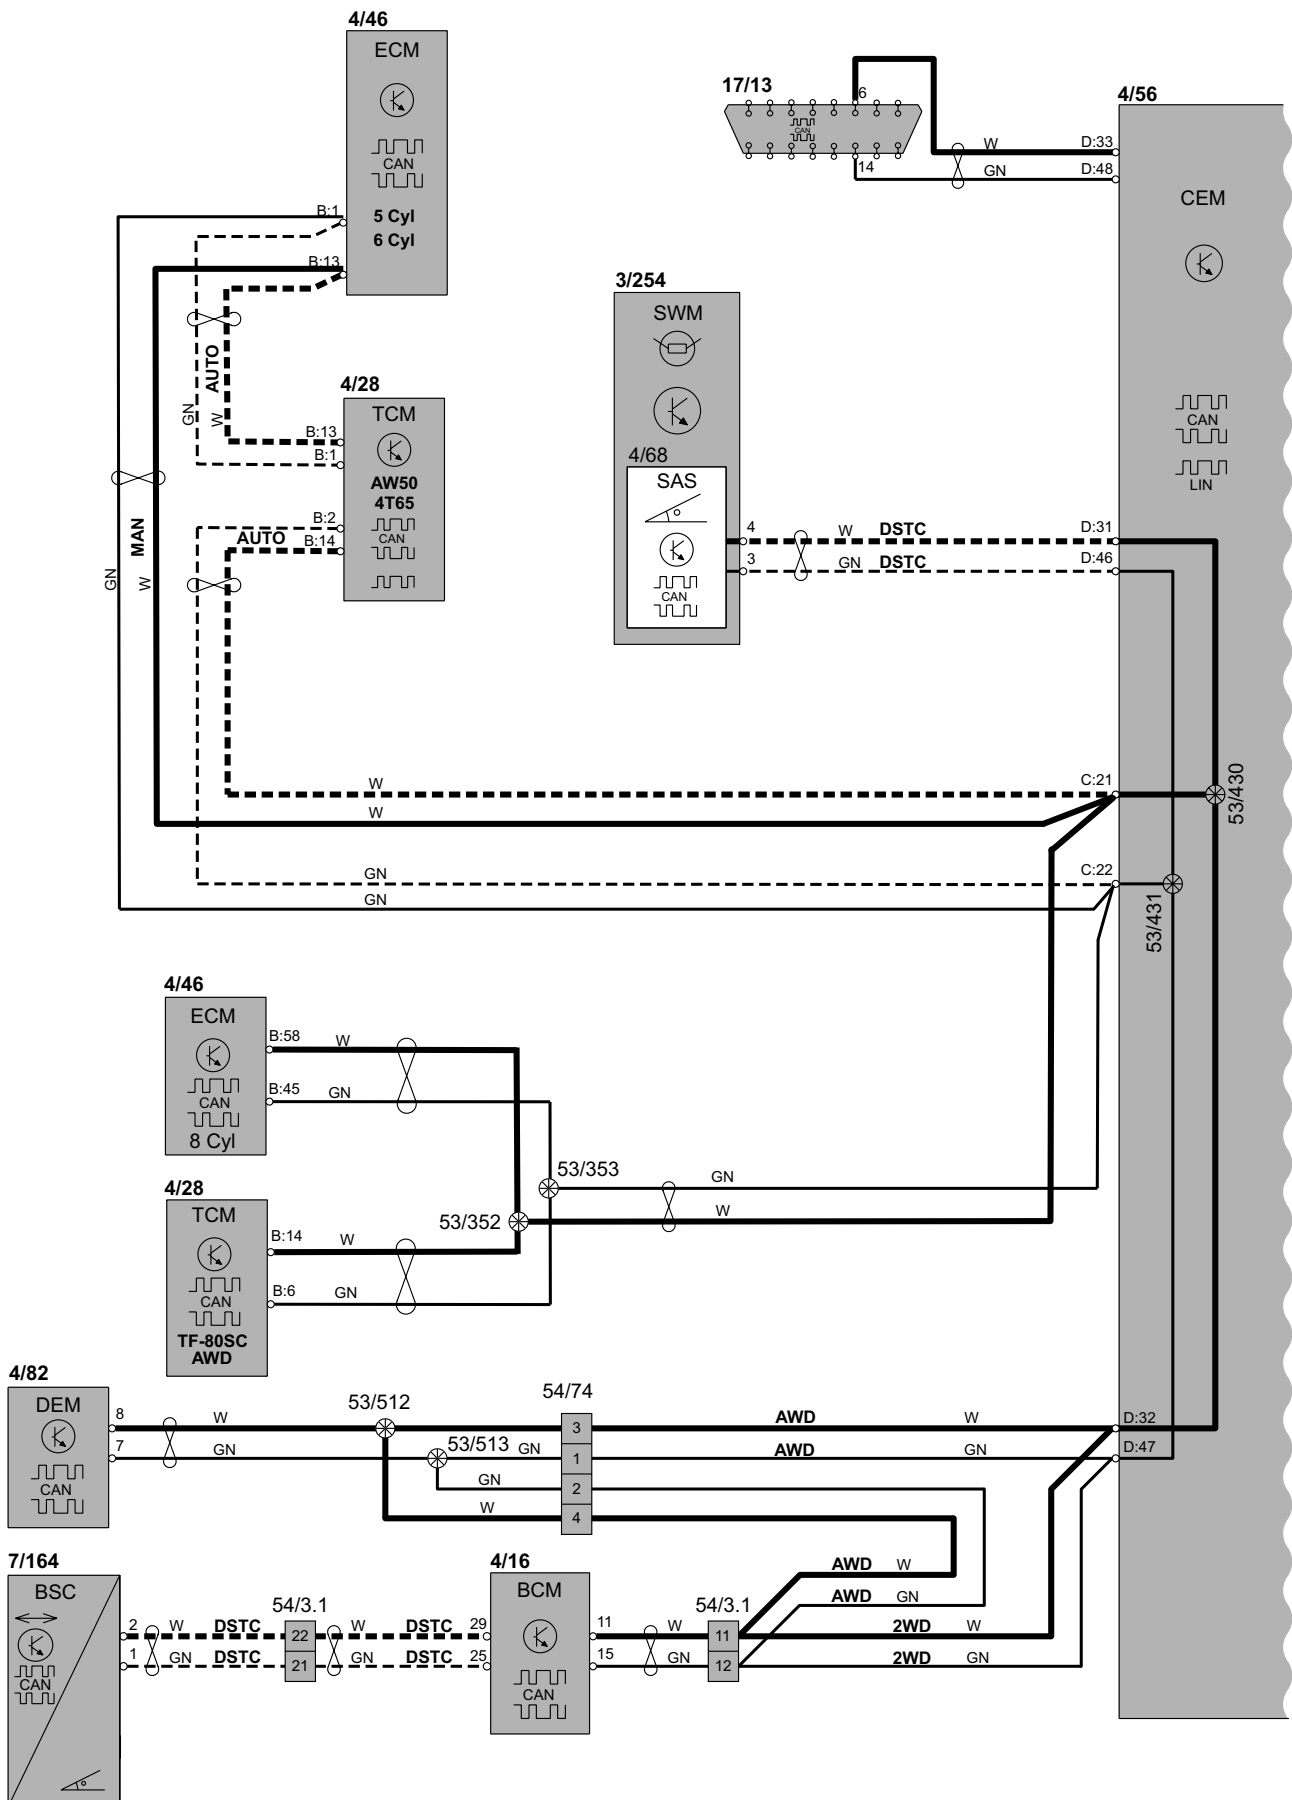 4/46
ECM
CAN
5 Cyl
6 Cyl
B:1
B:13
AUTO
GN
W
4/28
TCM
AW50
4T65
CAN
B:13
B:1
B:2
B:14
AUTO
MAN
GN
W
17/13
6
CAN
14
W
GN
4/56
D:33
D:48
CEM
CAN
LIN
3/254
SWM
4/68
SAS
CAN
4
3
W DSTC
GN DSTC
D:31
D:46
W
W
C:21
53/430
GN
GN
C:22
53/431
4/46
ECM
CAN
8 Cyl
B:58
W
B:45
GN
53/353
GN
53/352
W
4/28
TCM
CAN
TF-80SC
AWD
B:14
W
B:6
GN
4/82
DEM
CAN
8
W
7
GN
53/512
53/513
54/74
GN
GN
W
3
1
2
4
AWD W
AWD GN
D:32
D:47
7/164
BSC
CAN
2 W DSTC
1 GN DSTC
54/3.1
22
21
W DSTC 29
GN DSTC 25
4/16
BCM
CAN
11
15
W
GN
54/3.1
11
12
AWD W
AWD GN
2WD W
2WD GN